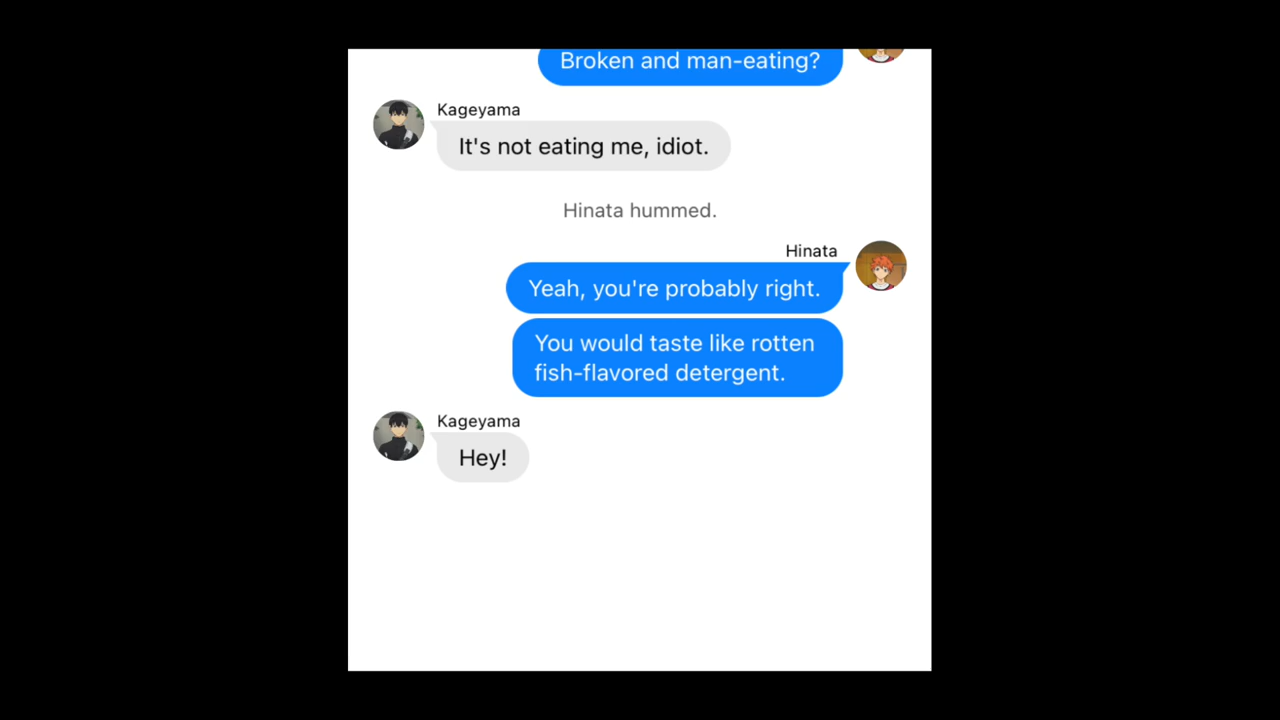 Broken and man-eating?
Kageyama
It's not eating me, idiot.
Hinata hummed.
Hinata
Yeah, you're probably right.
You would taste like rotten
fish-flavored detergent.
Kageyama
Hey!